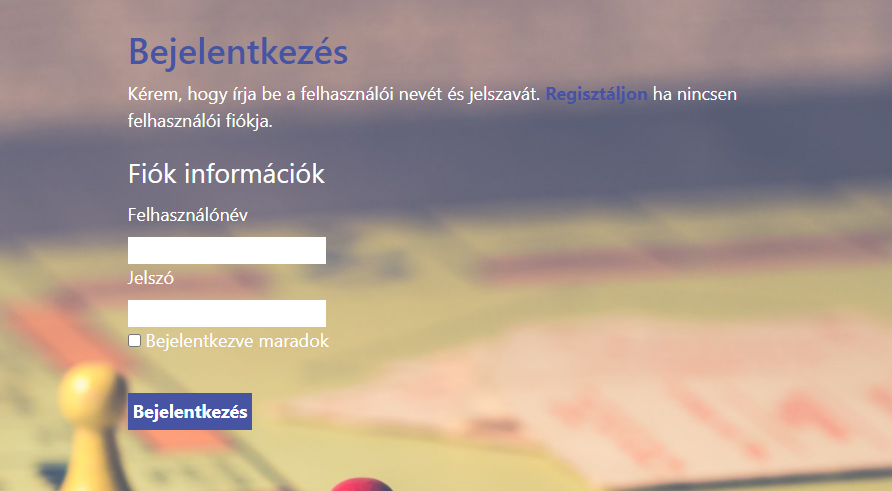 Bejelentkezés
Kérem, hogy írja be a felhasználói nevét és jelszavát. Regisztáljon ha nincsen
felhasználói fiókja.
Fiók információk
Felhasználónév
Jelszó
Bejelentkezve maradok
Bejelentkezés